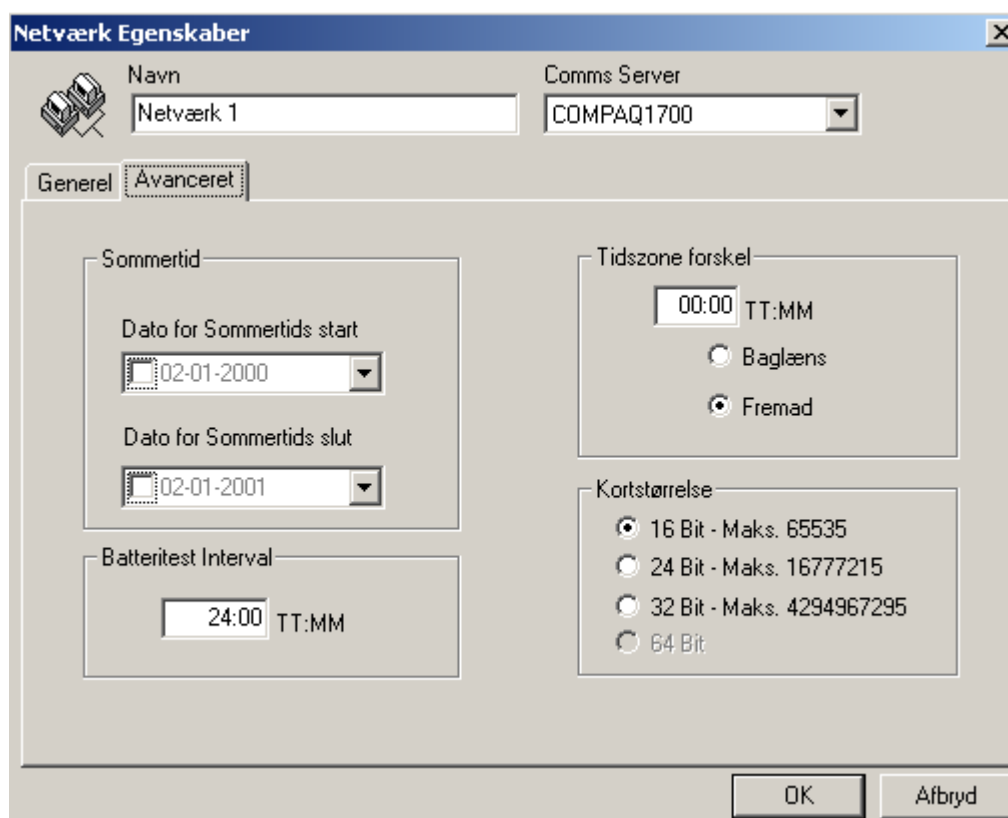 Netværk Egenskaber
Navn
Comms Server
Netværk 1
COMPAQ1700
Generel
Avanceret
Sommertid
Dato for Sommertids start
02-01-2000
Dato for Sommertids slut
02-01-2001
Batteritest Interval
24:00 TT:MM
Tidszone forskel
00:00 TT:MM
Baglæns
Fremad
Kortstørrelse
16 Bit - Maks. 65535
24 Bit - Maks. 16777215
32 Bit - Maks. 4294967295
64 Bit
OK
Afbryd